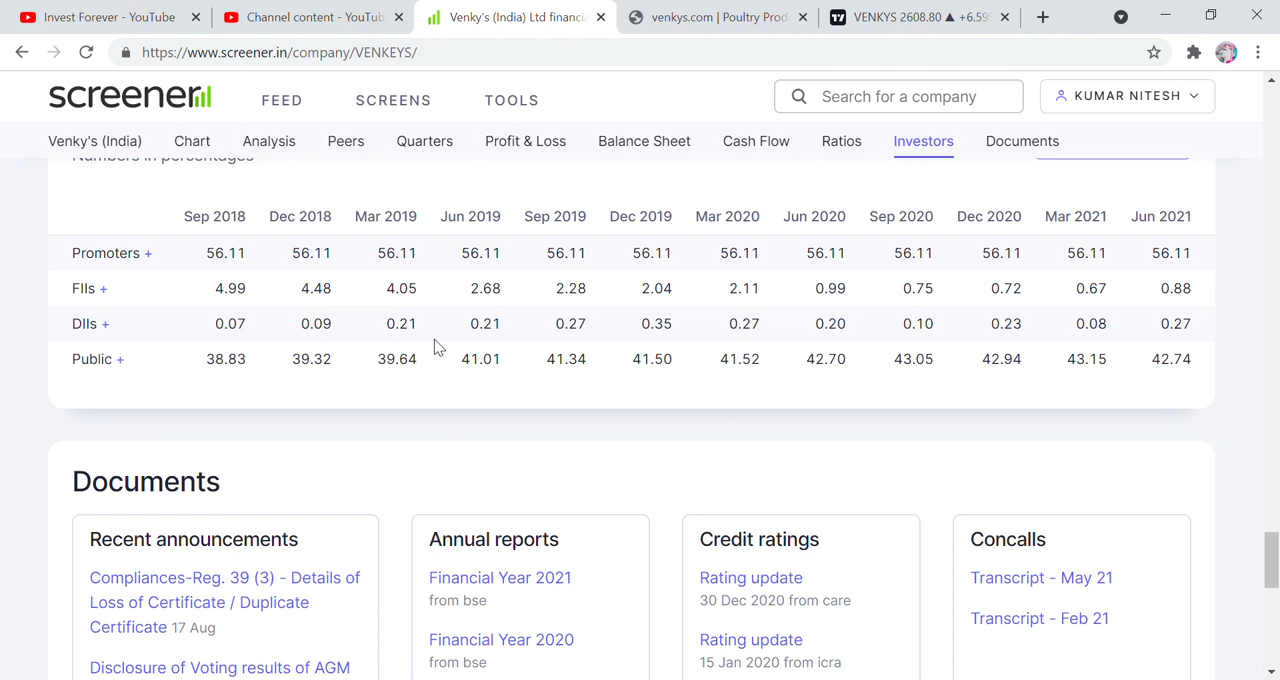 Invest Forever - YouTube
Channel content - YouTub
Venky's (India) Ltd financi
venkys.com | Poultry Prod
VENKYS 2608.80 ▲ +6.59
https://www.screener.in/company/VENKEYS/
screener
FEED SCREENS TOOLS
Search for a company
KUMAR NITESH
Venky's (India) Chart Analysis Peers Quarters Profit & Loss Balance Sheet Cash Flow Ratios Investors Documents
Numbers in percentages
Sep 2018 Dec 2018 Mar 2019 Jun 2019 Sep 2019 Dec 2019 Mar 2020 Jun 2020 Sep 2020 Dec 2020 Mar 2021 Jun 2021
Promoters + 56.11 56.11 56.11 56.11 56.11 56.11 56.11 56.11 56.11 56.11 56.11 56.11
FIIs + 4.99 4.48 4.05 2.68 2.28 2.04 2.11 0.99 0.75 0.72 0.67 0.88
DIIs + 0.07 0.09 0.21 0.21 0.27 0.35 0.27 0.20 0.10 0.23 0.08 0.27
Public + 38.83 39.32 39.64 41.01 41.34 41.50 41.52 42.70 43.05 42.94 43.15 42.74
Documents
Recent announcements
Compliances-Reg. 39 (3) - Details of
Loss of Certificate / Duplicate
Certificate 17 Aug
Disclosure of Voting results of AGM
Annual reports
Financial Year 2021
from bse
Financial Year 2020
from bse
Credit ratings
Rating update
30 Dec 2020 from care
Rating update
15 Jan 2020 from icra
Concalls
Transcript - May 21
Transcript - Feb 21